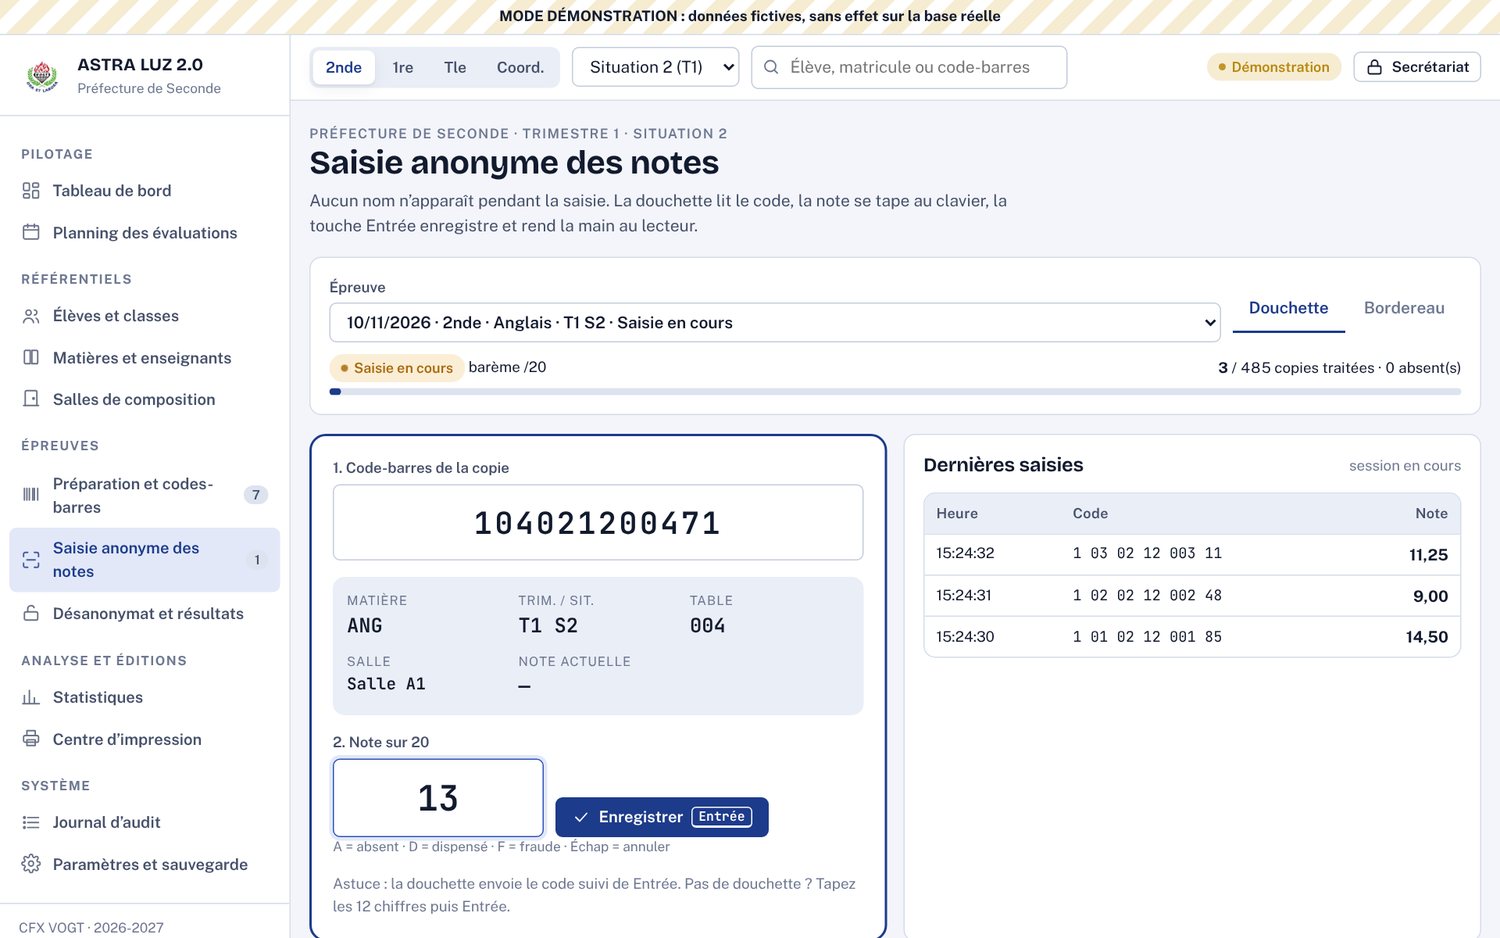 MODE DÉMONSTRATION : données fictives, sans effet sur la base réelle
ASTRA LUZ 2.0
Préfecture de Seconde
2nde
1re
Tle
Coord.
Situation 2 (T1)
Élève, matricule ou code-barres
Démonstration
Secrétariat
PILOTAGE
Tableau de bord
Planning des évaluations
RÉFÉRENTIELS
Élèves et classes
Matières et enseignants
Salles de composition
ÉPREUVES
Préparation et codes-
barres
7
Saisie anonyme des
notes
1
Désanonymat et résultats
ANALYSE ET ÉDITIONS
Statistiques
Centre d’impression
SYSTÈME
Journal d’audit
Paramètres et sauvegarde
CFX VOGT · 2026-2027
PRÉFECTURE DE SECONDE · TRIMESTRE 1 · SITUATION 2
Saisie anonyme des notes
Aucun nom n’apparaît pendant la saisie. La douchette lit le code, la note se tape au clavier, la
touche Entrée enregistre et rend la main au lecteur.
Épreuve
10/11/2026 · 2nde · Anglais · T1 S2 · Saisie en cours
Douchette
Bordereau
Saisie en cours
barème /20
3 / 485 copies traitées · 0 absent(s)
1. Code-barres de la copie
104021200471
MATIÈRE
ANG
TRIM. / SIT.
T1 S2
TABLE
004
SALLE
Salle A1
NOTE ACTUELLE
—
2. Note sur 20
13
Enregistrer Entrée
A = absent · D = dispensé · F = fraude · Échap = annuler
Astuce : la douchette envoie le code suivi de Entrée. Pas de douchette ? Tapez
les 12 chiffres puis Entrée.
Dernières saisies
session en cours
Heure Code Note
15:24:32 1 03 02 12 003 11 11,25
15:24:31 1 02 02 12 002 48 9,00
15:24:30 1 01 02 12 001 85 14,50